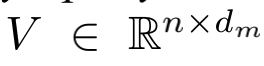 V ∈ ℝ^{n×d_m}